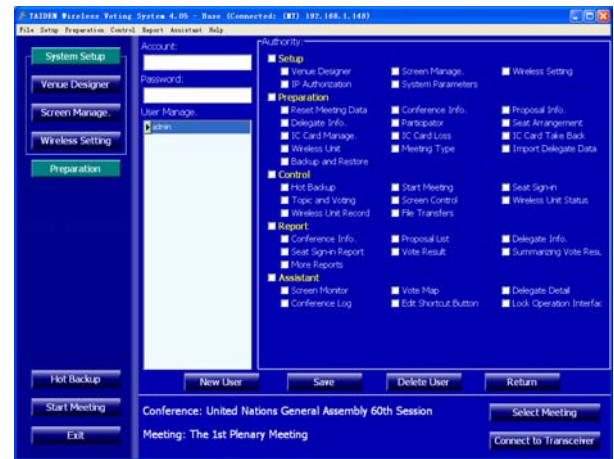 TAIDEN Wireless Voting System 4.05 - Base (Connected: (MT) 192.168.1.148)
File Setup Preparation Control Report Assistant Help
System Setup
Venue Designer
Screen Manage.
Wireless Setting
Preparation
Hot Backup
Start Meeting
Exit
Account:
Password:
User Manage.
admin
Authority:
Setup
Venue Designer Screen Manage. Wireless Setting
IP Authorization System Parameters
Preparation
Reset Meeting Data Conference Info. Proposal Info.
Delegate Info. Participator Seat Arrangement
IC Card Manage. IC Card Loss IC Card Take Back
Wireless Unit Meeting Type Import Delegate Data
Backup and Restore
Control
Hot Backup Start Meeting Seat Sign-in
Topic and Voting Screen Control Wireless Unit Status
Wireless Unit Record File Transfers
Report
Conference Info. Proposal List Delegate Info.
Seat Sign-in Report Vote Result Summarizing Vote Resu
More Reports
Assistant
Screen Monitor Vote Map Delegate Detail
Conference Log Edit Shortcut Button Lock Operation Interfac
New User Save Delete User Return
Conference: United Nations General Assembly 60th Session
Meeting: The 1st Plenary Meeting
Select Meeting
Connect to Transceiver